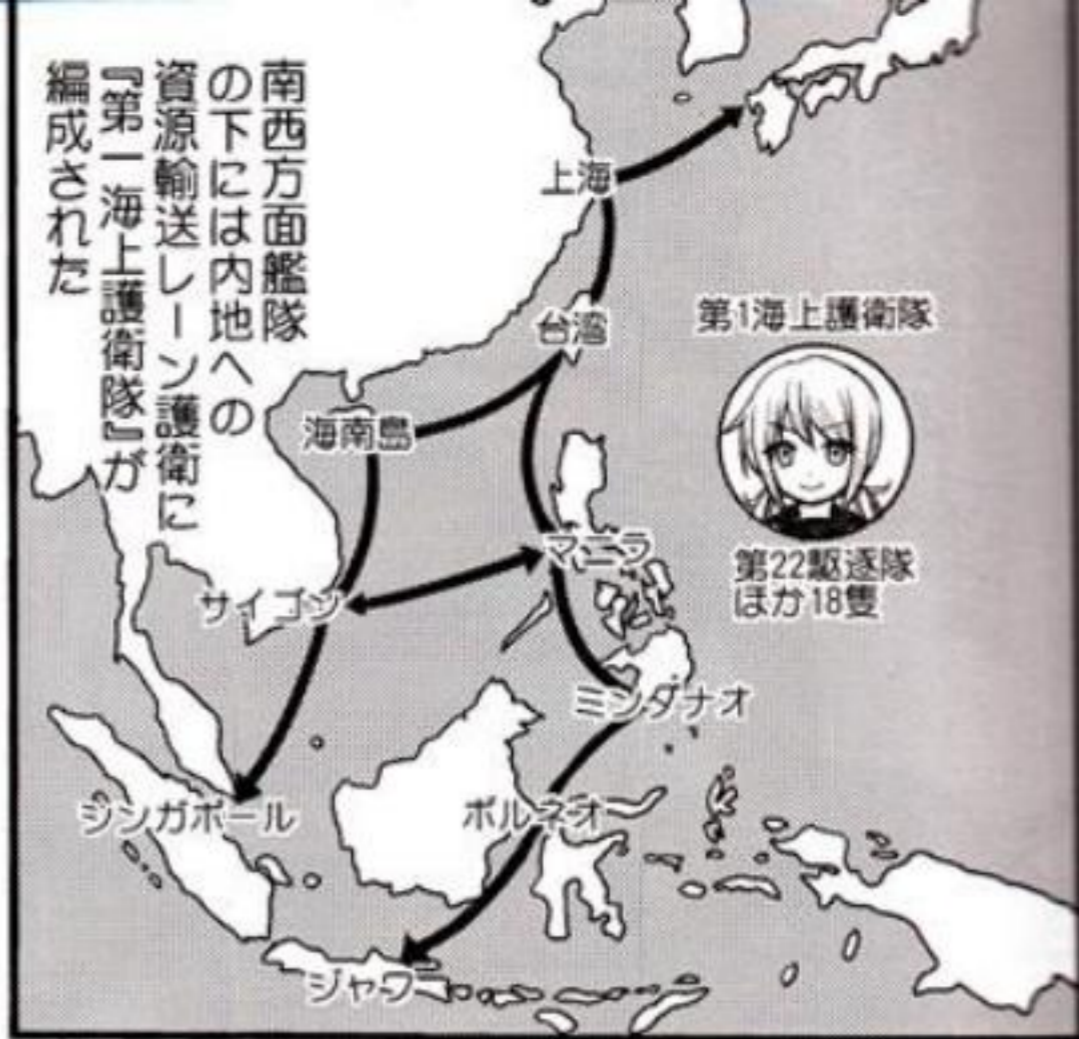 南西方面艦隊
の下には内地への
資源輸送レーン護衛に
『第一海上護衛隊』が
編成された
上海
台湾
第1海上護衛隊
海南島
第22駆逐隊
ほか18隻
マニラ
サイゴン
ミンダナオ
シンガポール
ボルネオ
ジャワ